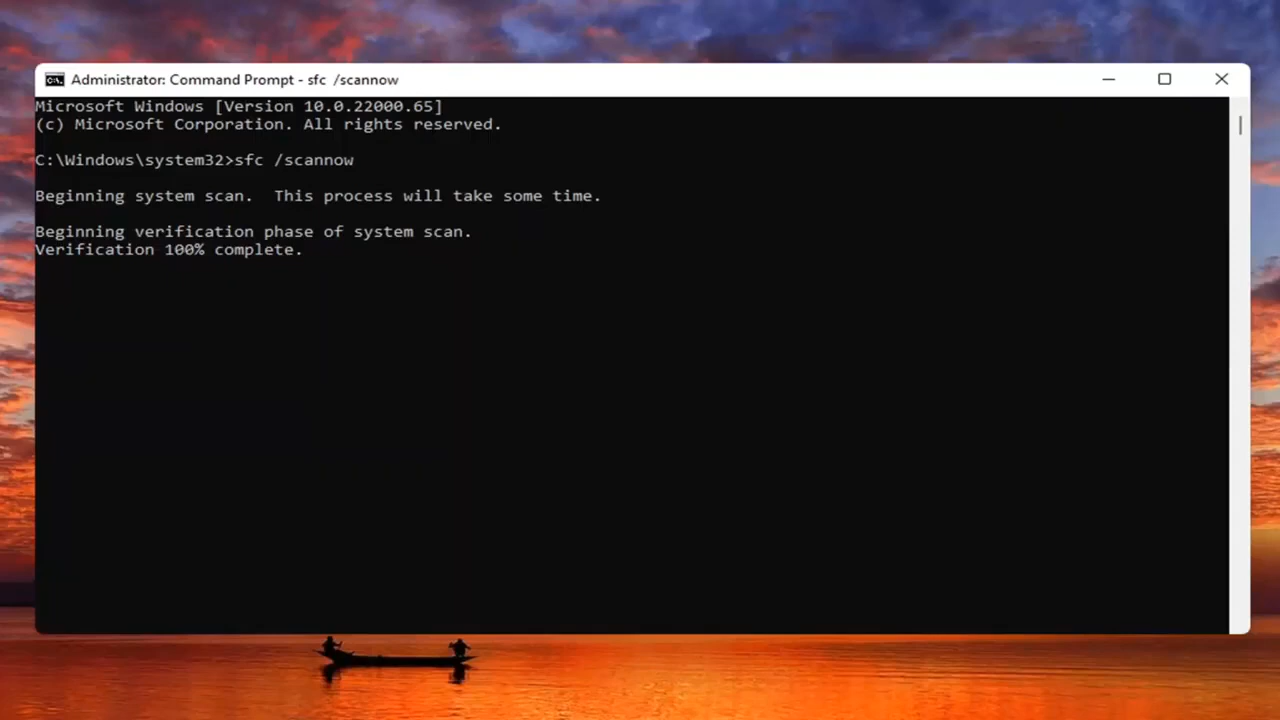 Administrator: Command Prompt - sfc  /scannow
Microsoft Windows [Version 10.0.22000.65]
(c) Microsoft Corporation. All rights reserved.
C:\Windows\system32>sfc /scannow
Beginning system scan.  This process will take some time.
Beginning verification phase of system scan.
Verification 100% complete.